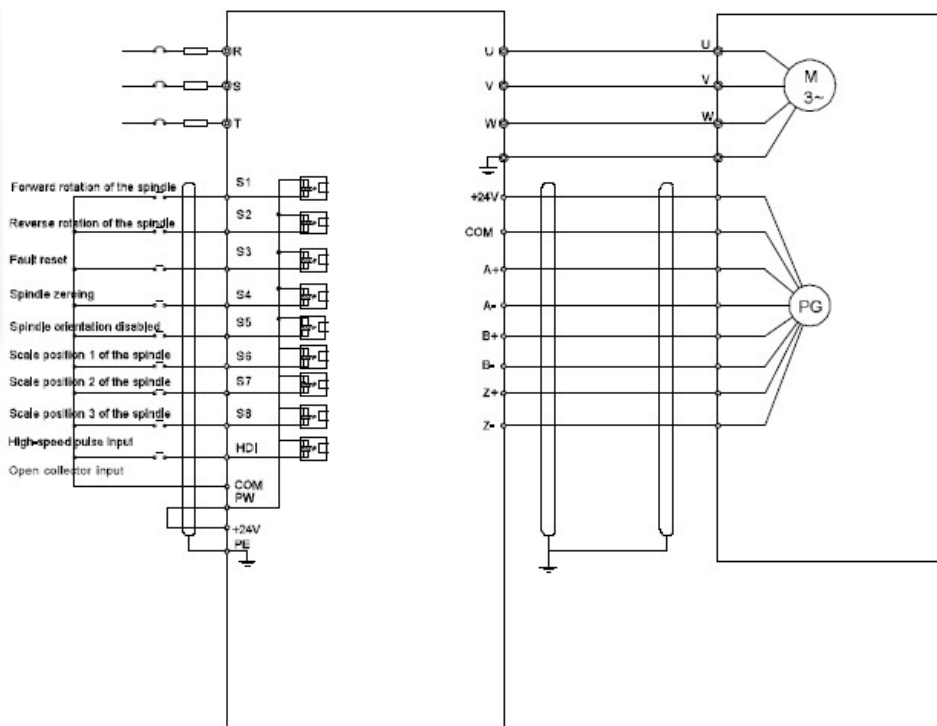 R
S
T
U
V
W
U
V
W
M
3~
Forward rotation of the spindle
S1
Reverse rotation of the spindle
S2
Fault reset
S3
Spindle zeroing
S4
Spindle orientation disabled
S5
Scale position 1 of the spindle
S6
Scale position 2 of the spindle
S7
Scale position 3 of the spindle
S8
High-speed pulse input
HDI
Open collector input
COM
PW
+24V
PE
+24V
COM
A+
A-
B+
B-
Z+
Z-
PG